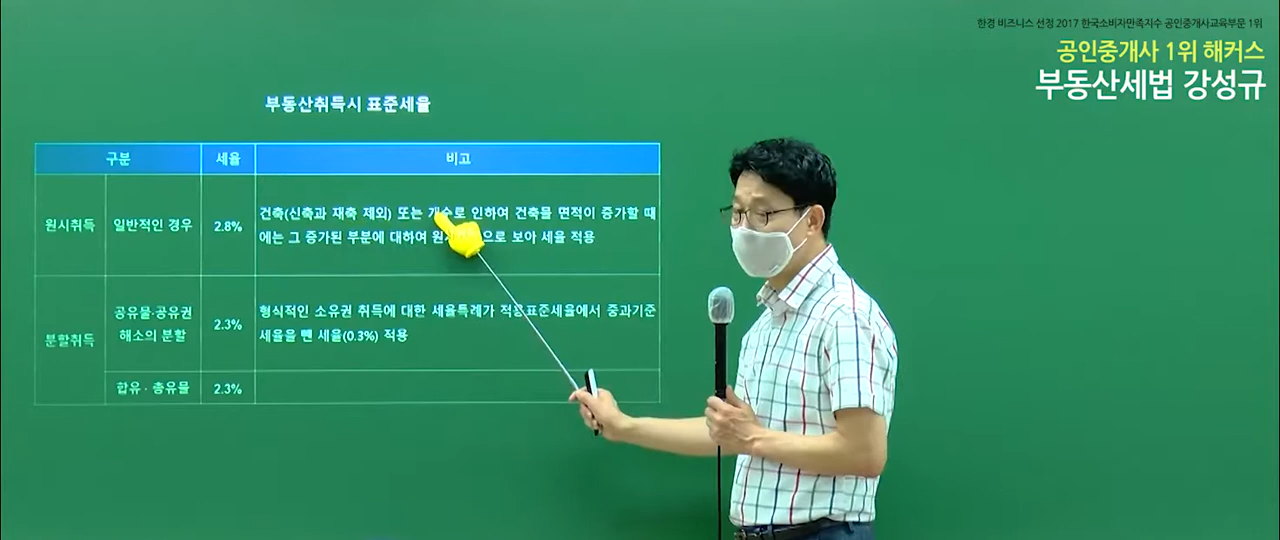 한경 비즈니스 선정 2017 한국소비자만족지수 공인중개사교육부문 1위
공인중개사 1위 해커스
부동산세법 강성규
부동산취득시 표준세율
구분 세율 비고
원시취득 일반적인 경우 2.8%
건축(신축과 재축 제외) 또는 인하여 건축물 면적이 증가할 때
에는 그 증가된 부분에 대하여 보아 세율 적용
분할취득
공유물·공유권
해소의 분할
2.3%
형식적인 소유권 취득에 대한 세율특례가 적용표준세율에서 중과기준
세율을 뺀 세율(0.3%) 적용
합유·총유물 2.3%